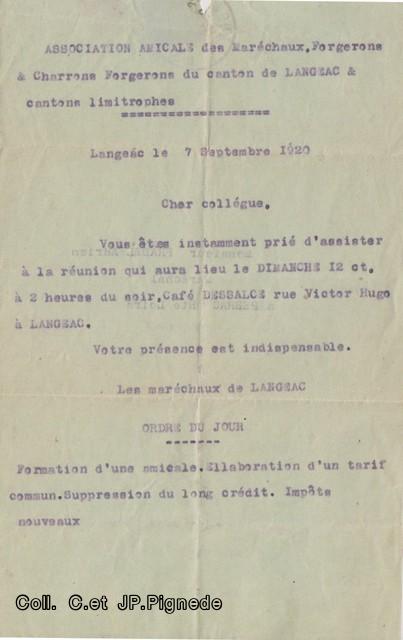 ASSOCIATION AMICALE des Maréchaux,Forgerons
& Charrons Forgerons du canton de LANGEAC &
cantons limitrophes
===================
Langeac le 7 Septembre 1920
Cher collégue,
Vous êtes instamment prié d'assister
à la réunion qui aura lieu le DIMANCHE 12 ct.
à 2 heures du soir,Café DESSALCE rue Victor Hugo
à LANGEAC.
Votre présence est indispensable.
Les maréchaux de LANGEAC
ORDRE DU JOUR
-------
Formation d'une amicale.Ellaboration d'un tarif
commun.Suppression du long crédit. Impôts
nouveaux
Coll. C.et JP.Pignede